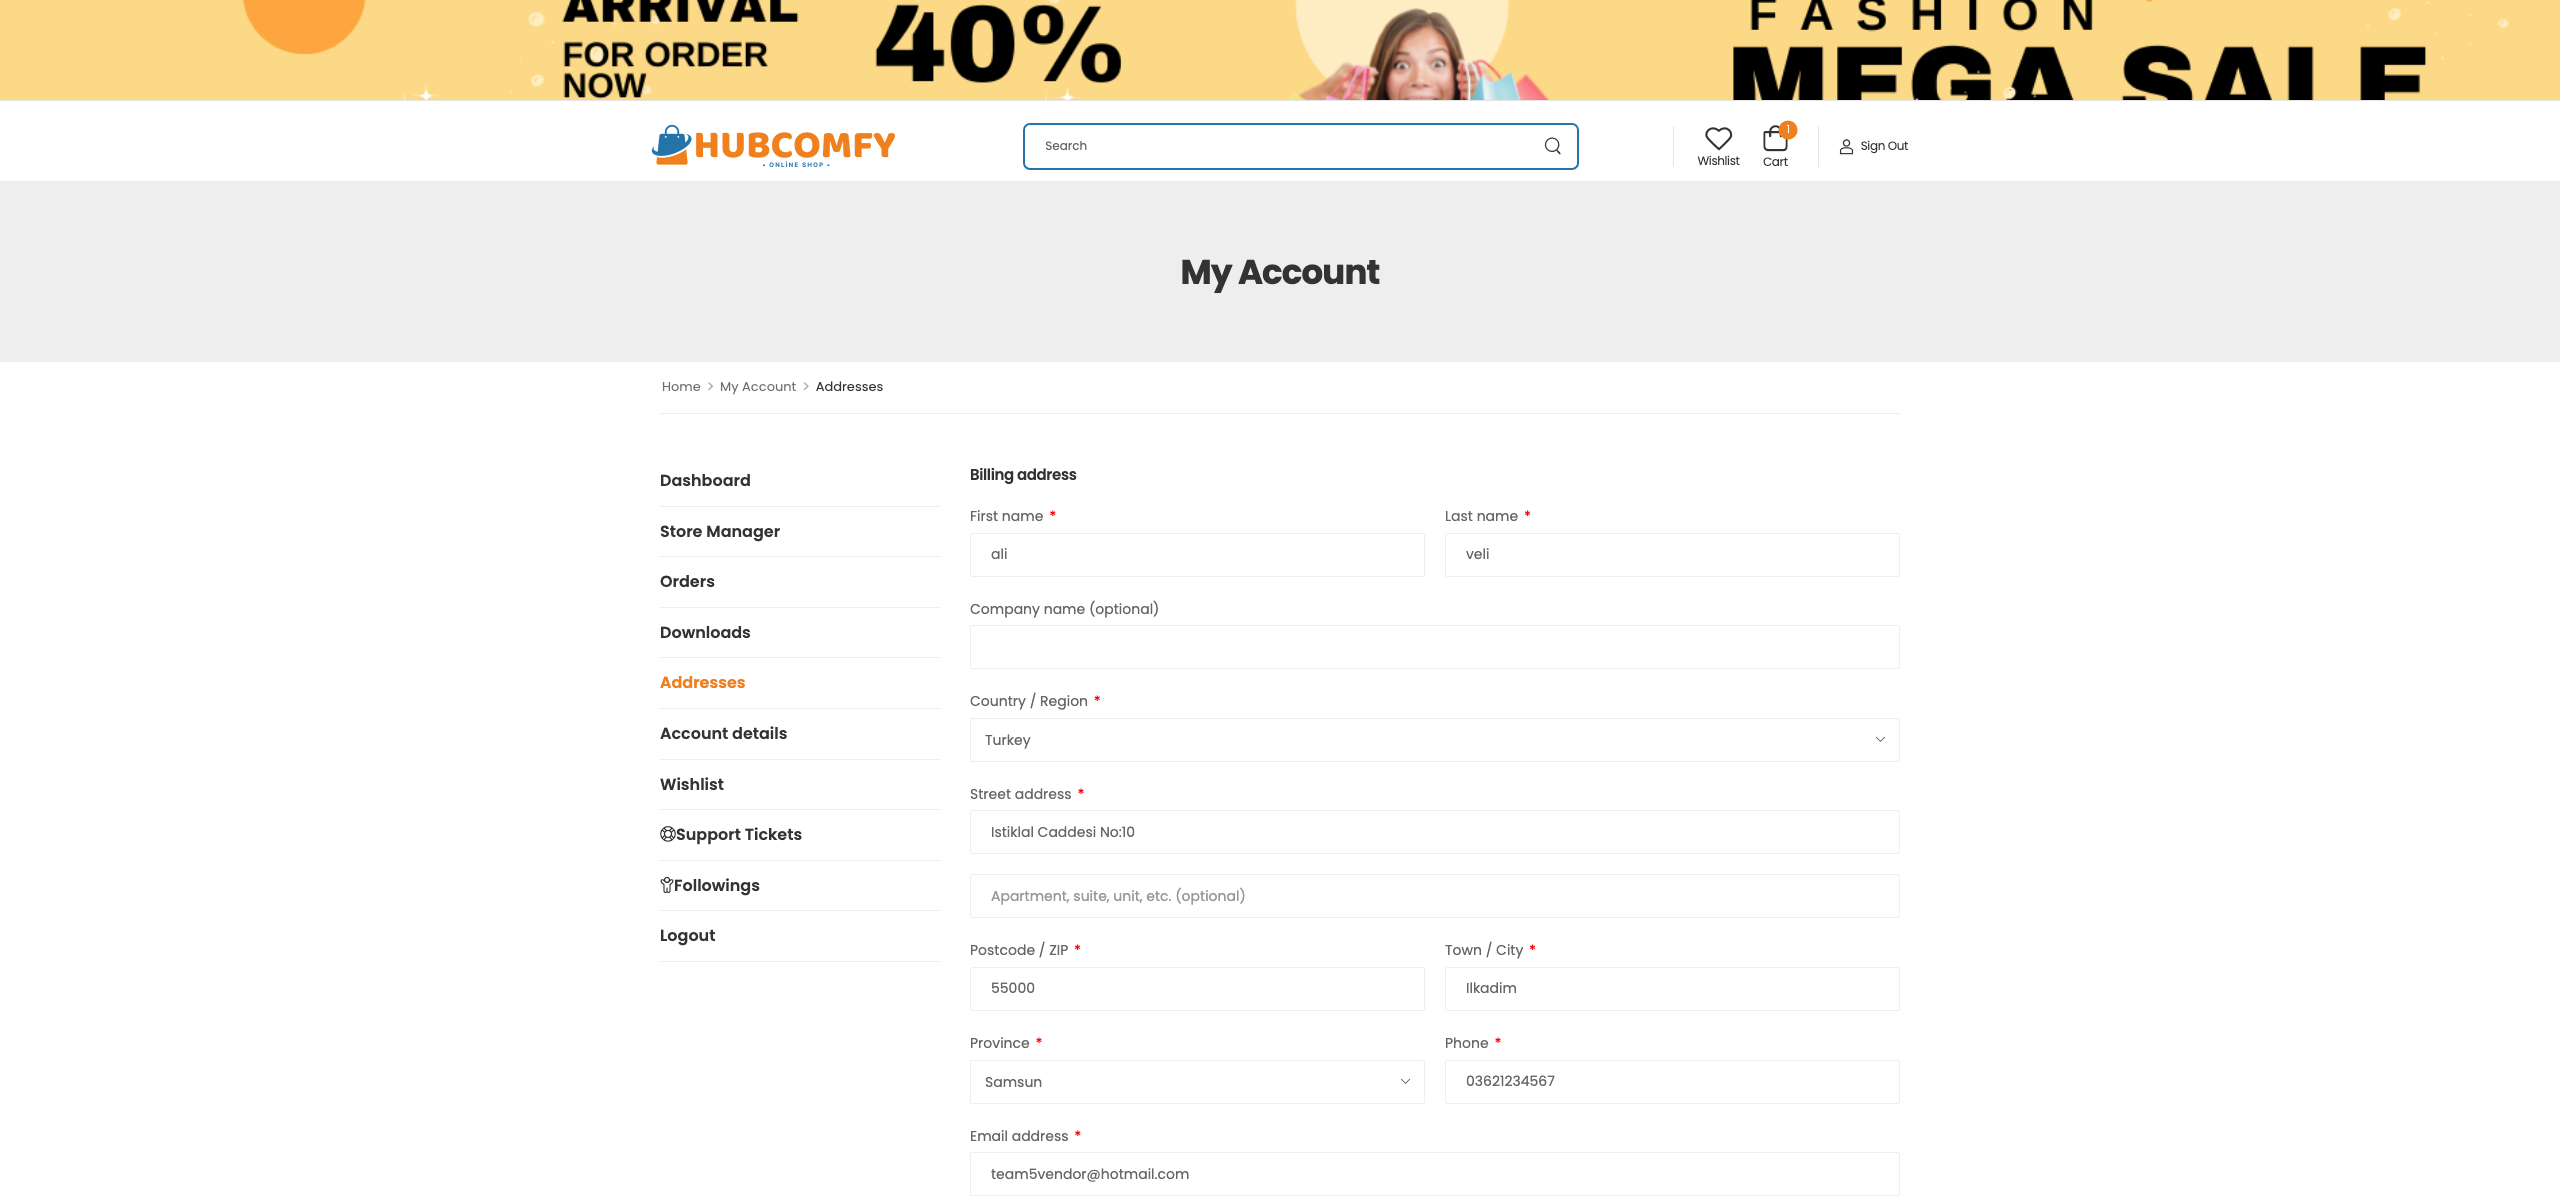 ARRIVAL
FOR ORDER
NOW
40%
FASHION
MEGA SALE
HUBCOMFY
• ONLİNE SHOP •
Search
Wishlist
1
Cart
Sign Out
My Account
Home > My Account > Addresses
Dashboard
Store Manager
Orders
Downloads
Addresses
Account details
Wishlist
Support Tickets
Followings
Logout
Billing address
First name *
ali
Last name *
veli
Company name (optional)
Country / Region *
Turkey
Street address *
Istiklal Caddesi No:10
Apartment, suite, unit, etc. (optional)
Postcode / ZIP *
55000
Town / City *
Ilkadim
Province *
Samsun
Phone *
03621234567
Email address *
team5vendor@hotmail.com